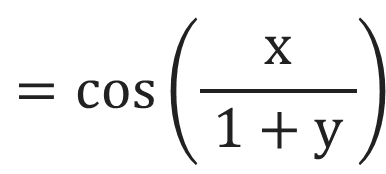 = cos(x / (1 + y))